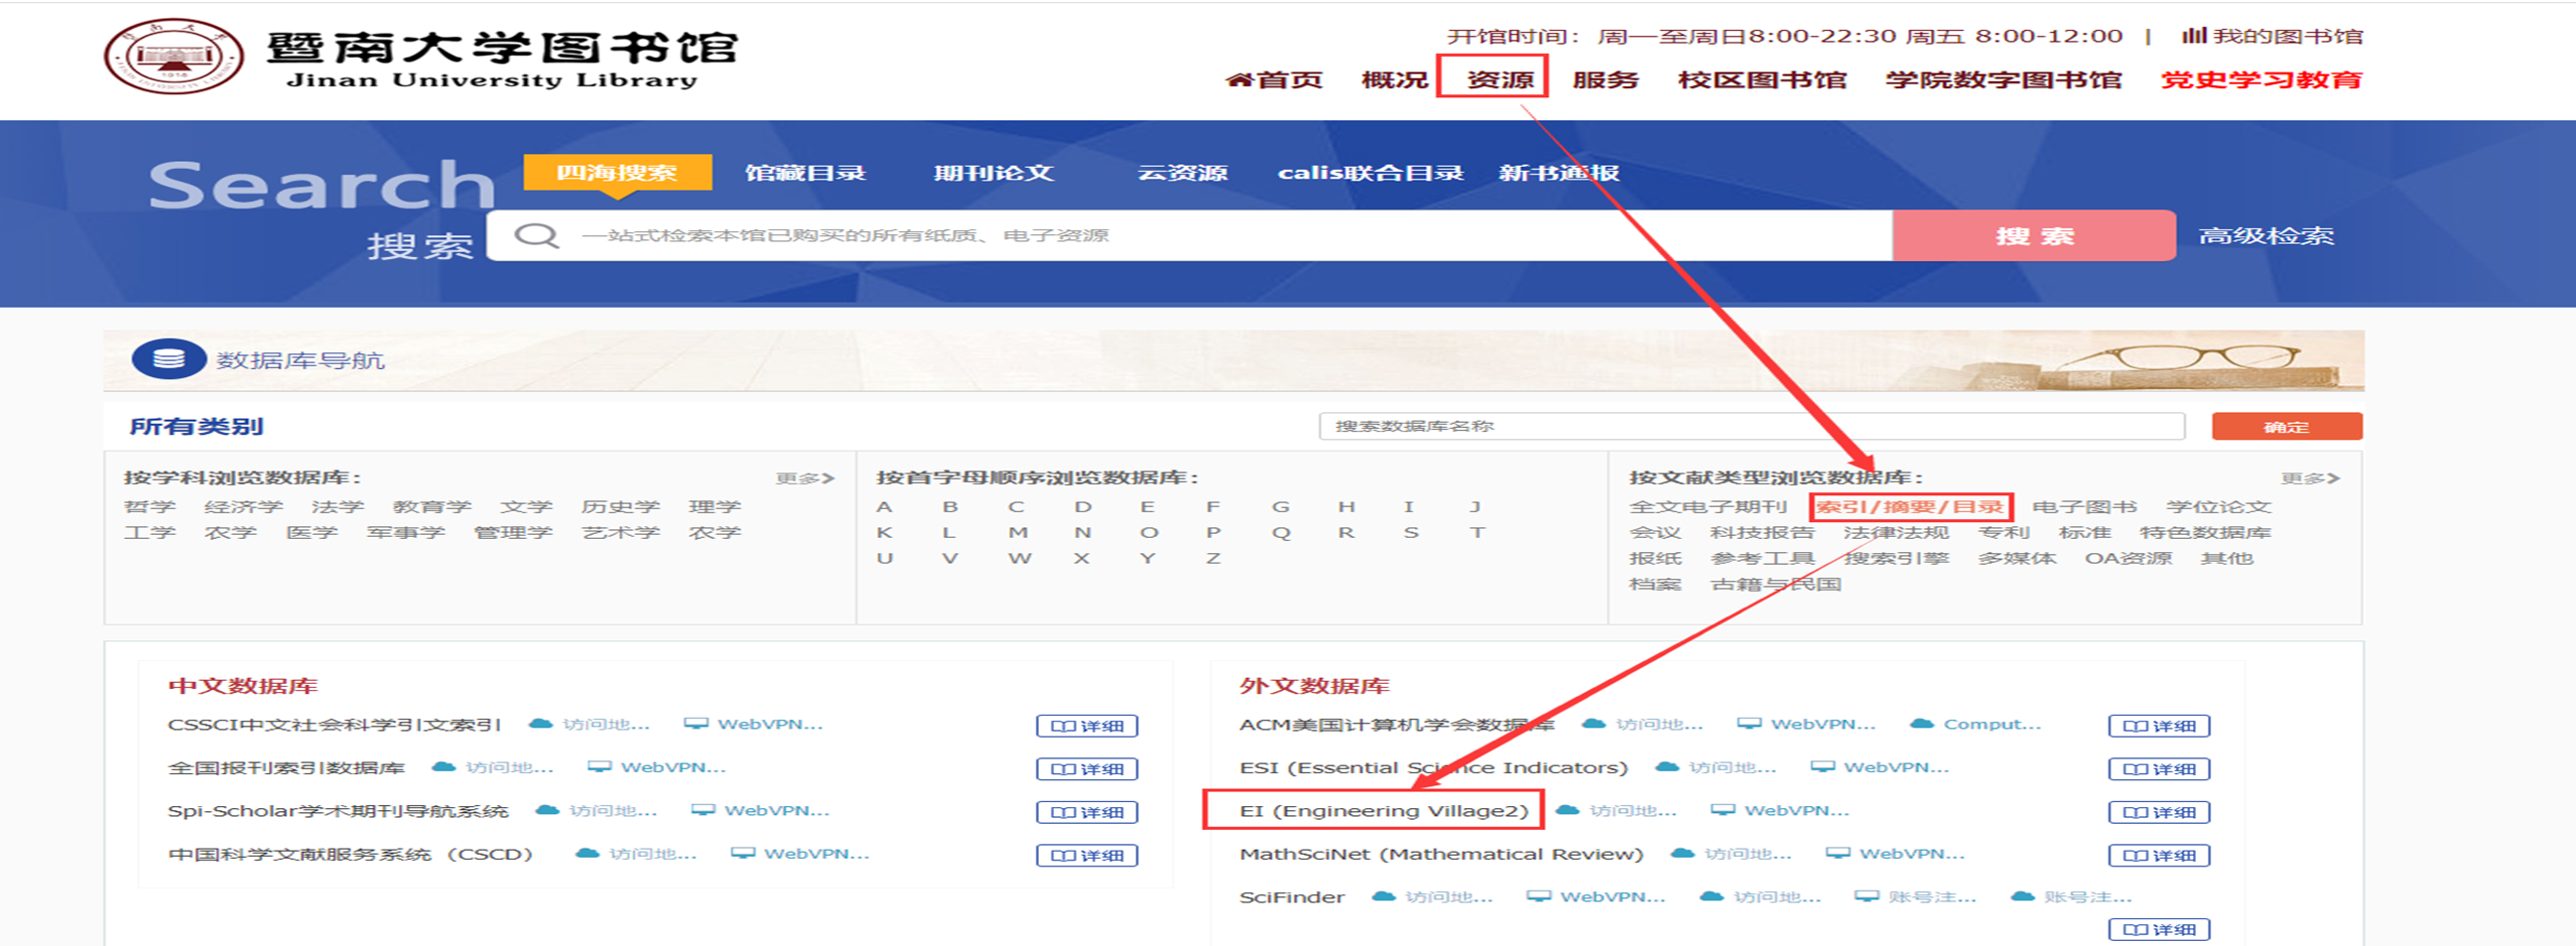 暨南大学图书馆
Jinan University Library
开馆时间：周一至周日8:00-22:30 周五 8:00-12:00 | 我的图书馆
首页 概况 资源 服务 校区图书馆 学院数字图书馆 党史学习教育
Search
搜索
四海搜索 馆藏目录 期刊论文 云资源 calis联合目录 新书通报
一站式检索本馆已购买的所有纸质、电子资源 搜 索 高级检索
数据库导航
所有类别 搜索数据库名称 确定
按学科浏览数据库： 更多>
哲学 经济学 法学 教育学 文学 历史学 理学
工学 农学 医学 军事学 管理学 艺术学 农学
按首字母顺序浏览数据库：
A B C D E F G H I J
K L M N O P Q R S T
U V W X Y Z
按文献类型浏览数据库： 更多>
全文电子期刊 索引/摘要/目录 电子图书 学位论文
会议 科技报告 法律法规 专利 标准 特色数据库
报纸 参考工具 搜索引擎 多媒体 OA资源 其他
档案 古籍与民国
中文数据库
CSSCI中文社会科学引文索引 访问地... WebVPN... 详细
全国报刊索引数据库 访问地... WebVPN... 详细
Spi-Scholar学术期刊导航系统 访问地... WebVPN... 详细
中国科学文献服务系统（CSCD） 访问地... WebVPN... 详细
外文数据库
ACM美国计算机学会数据库 访问地... WebVPN... Comput... 详细
ESI (Essential Science Indicators) 访问地... WebVPN... 详细
EI (Engineering Village2) 访问地... WebVPN... 详细
MathSciNet (Mathematical Review) 访问地... WebVPN... 详细
SciFinder 访问地... WebVPN... 访问地... 账号注... 账号注...
详细